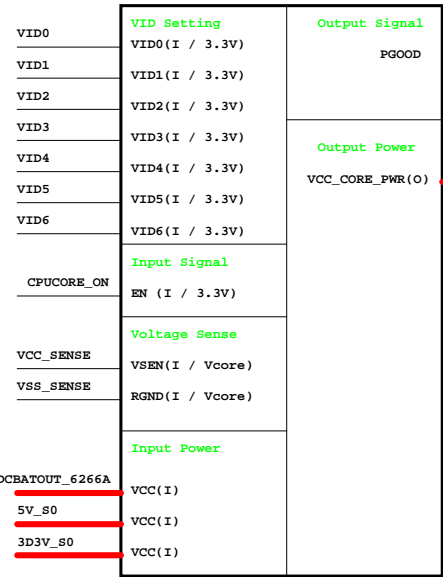 VID Setting
VID0
VID0(I / 3.3V)
VID1
VID1(I / 3.3V)
VID2
VID2(I / 3.3V)
VID3
VID3(I / 3.3V)
VID4
VID4(I / 3.3V)
VID5
VID5(I / 3.3V)
VID6
VID6(I / 3.3V)
Input Signal
CPUCORE_ON
EN (I / 3.3V)
Voltage Sense
VCC_SENSE
VSEN(I / Vcore)
VSS_SENSE
RGND(I / Vcore)
Input Power
DCBATOUT_6266A
VCC(I)
5V_S0
VCC(I)
3D3V_S0
VCC(I)
Output Signal
PGOOD
Output Power
VCC_CORE_PWR(O)